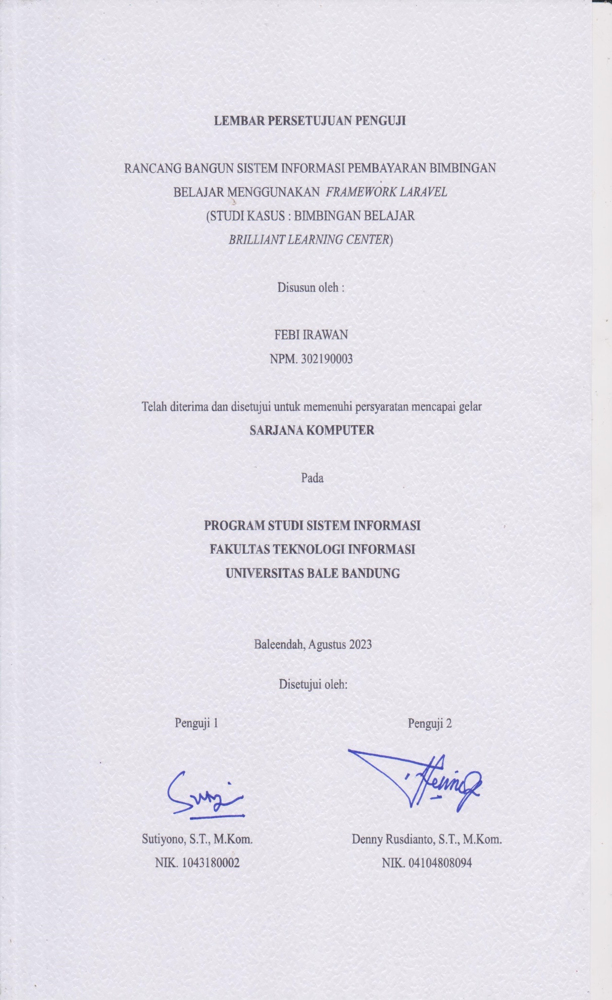 LEMBAR PERSETUJUAN PENGUJI
RANCANG BANGUN SISTEM INFORMASI PEMBAYARAN BIMBINGAN
BELAJAR MENGGUNAKAN FRAMEWORK LARAVEL
(STUDI KASUS : BIMBINGAN BELAJAR
BRILLIANT LEARNING CENTER)
Disusun oleh :
FEBI IRAWAN
NPM. 302190003
Telah diterima dan disetujui untuk memenuhi persyaratan mencapai gelar
SARJANA KOMPUTER
Pada
PROGRAM STUDI SISTEM INFORMASI
FAKULTAS TEKNOLOGI INFORMASI
UNIVERSITAS BALE BANDUNG
Baleendah, Agustus 2023
Disetujui oleh:
Penguji 1
Penguji 2
Sutiyono, S.T., M.Kom.
Denny Rusdianto, S.T., M.Kom.
NIK. 1043180002
NIK. 04104808094